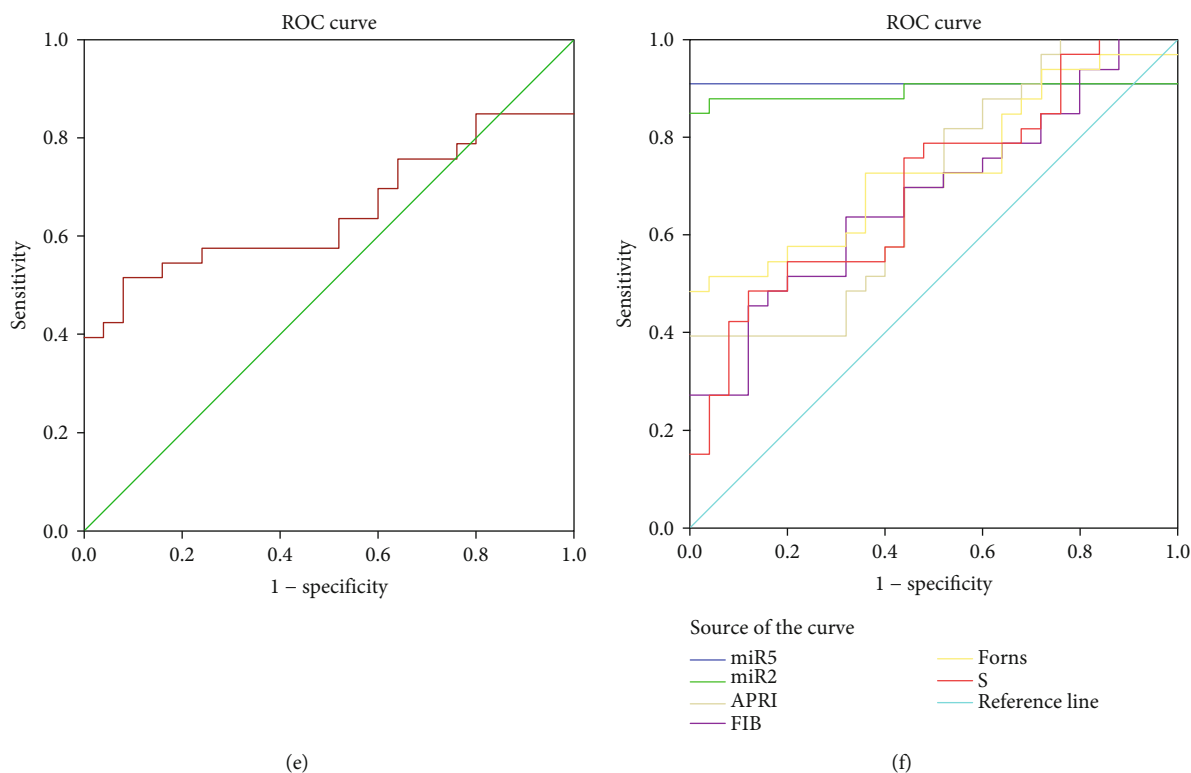 ROC curve
1.0
0.8
0.6
0.4
0.2
0.0
Sensitivity
0.0 0.2 0.4 0.6 0.8 1.0
1 − specificity
(e)
ROC curve
1.0
0.8
0.6
0.4
0.2
0.0
Sensitivity
0.0 0.2 0.4 0.6 0.8 1.0
1 − specificity
Source of the curve
miR5
miR2
APRI
FIB
Forns
S
Reference line
(f)